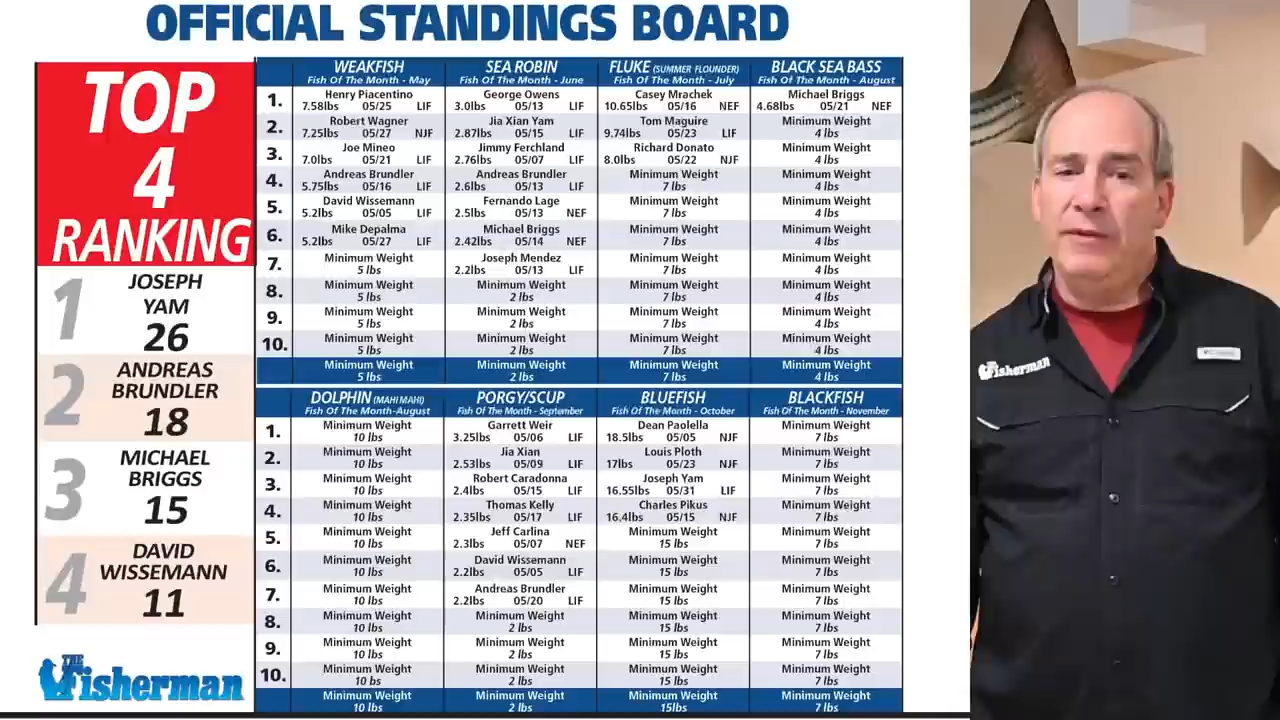 OFFICIAL STANDINGS BOARD
TOP
4
RANKING
1 JOSEPH
YAM
26
2 ANDREAS
BRUNDLER
18
3 MICHAEL
BRIGGS
15
4 DAVID
WISSEMANN
11
THE
Fisherman
WEAKFISH SEA ROBIN FLUKE (SUMMER FLOUNDER) BLACK SEA BASS
Fish Of The Month - May Fish Of The Month - June Fish Of The Month - July Fish Of The Month - August
1. Henry Piacentino George Owens Casey Mrachek Michael Briggs
7.58lbs 05/25 LIF 3.0lbs 05/13 LIF 10.65lbs 05/16 NEF 4.68lbs 05/21 NEF
2. Robert Wagner Jia Xian Yam Tom Maguire Minimum Weight
7.25lbs 05/27 NJF 2.87lbs 05/15 LIF 9.74lbs 05/23 LIF 4 lbs
3. Joe Mineo Jimmy Ferchland Richard Donato Minimum Weight
7.0lbs 05/21 LIF 2.76lbs 05/07 LIF 8.0lbs 05/22 NJF 4 lbs
4. Andreas Brundler Andreas Brundler Minimum Weight Minimum Weight
5.75lbs 05/16 LIF 2.6lbs 05/13 LIF 7 lbs 4 lbs
5. David Wissemann Fernando Lage Minimum Weight Minimum Weight
5.2lbs 05/05 LIF 2.5lbs 05/13 NEF 7 lbs 4 lbs
6. Mike Depalma Michael Briggs Minimum Weight Minimum Weight
5.2lbs 05/27 LIF 2.42lbs 05/14 NEF 7 lbs 4 lbs
7. Minimum Weight Joseph Mendez Minimum Weight Minimum Weight
5 lbs 2.2lbs 05/13 LIF 7 lbs 4 lbs
8. Minimum Weight Minimum Weight Minimum Weight Minimum Weight
5 lbs 2 lbs 7 lbs 4 lbs
9. Minimum Weight Minimum Weight Minimum Weight Minimum Weight
5 lbs 2 lbs 7 lbs 4 lbs
10. Minimum Weight Minimum Weight Minimum Weight Minimum Weight
5 lbs 2 lbs 7 lbs 4 lbs
Minimum Weight Minimum Weight Minimum Weight Minimum Weight
5 lbs 2 lbs 7 lbs 4 lbs
DOLPHIN (MAHI MAHI) PORGY/SCUP BLUEFISH BLACKFISH
Fish Of The Month-August Fish Of The Month - September Fish Of The Month - October Fish Of The Month - November
1. Minimum Weight Garrett Weir Dean Paolella Minimum Weight
10 lbs 3.25lbs 05/06 LIF 18.5lbs 05/05 NJF 7 lbs
2. Minimum Weight Jia Xian Louis Ploth Minimum Weight
10 lbs 2.53lbs 05/09 LIF 17lbs 05/23 NJF 7 lbs
3. Minimum Weight Robert Caradonna Joseph Yam Minimum Weight
10 lbs 2.4lbs 05/15 LIF 16.55lbs 05/31 LIF 7 lbs
4. Minimum Weight Thomas Kelly Charles Pikus Minimum Weight
10 lbs 2.35lbs 05/17 LIF 16.4lbs 05/15 NJF 7 lbs
5. Minimum Weight Jeff Carlina Minimum Weight Minimum Weight
10 lbs 2.3lbs 05/07 NEF 15 lbs 7 lbs
6. Minimum Weight David Wissemann Minimum Weight Minimum Weight
10 lbs 2.2lbs 05/05 LIF 15 lbs 7 lbs
7. Minimum Weight Andreas Brundler Minimum Weight Minimum Weight
10 lbs 2.2lbs 05/20 LIF 15 lbs 7 lbs
8. Minimum Weight Minimum Weight Minimum Weight Minimum Weight
10 lbs 2 lbs 15 lbs 7 lbs
9. Minimum Weight Minimum Weight Minimum Weight Minimum Weight
10 lbs 2 lbs 15 lbs 7 lbs
10. Minimum Weight Minimum Weight Minimum Weight Minimum Weight
10 bs 2 lbs 15 lbs 7 lbs
Minimum Weight Minimum Weight Minimum Weight Minimum Weight
10 lbs 2 lbs 15lbs 7 lbs
Fisherman